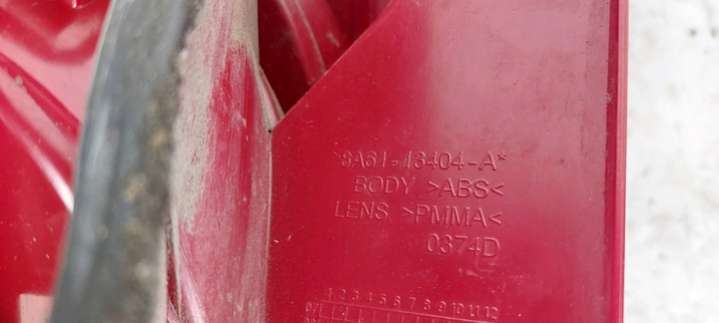 *8A61-13404-A*
BODY >ABS<
LENS >PMMA<
0374D
1 2 3 4 5 6 7 8 9 10 11 12
07